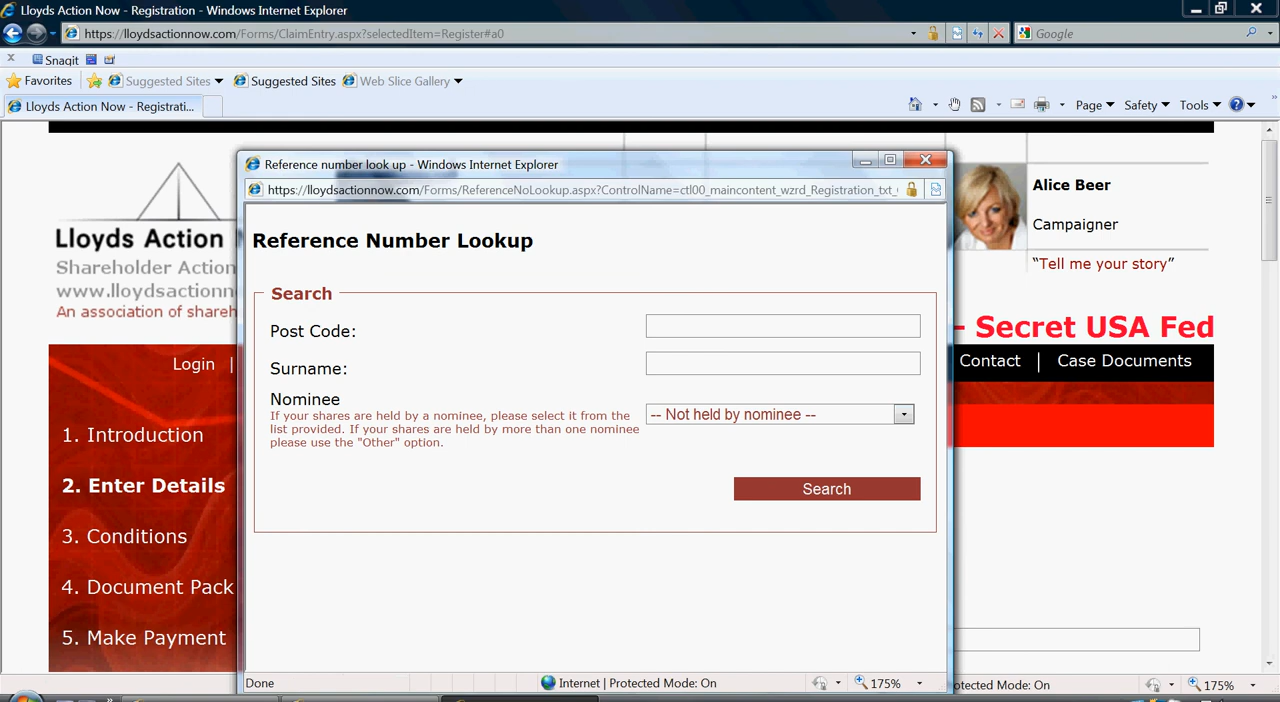 Lloyds Action Now - Registration - Windows Internet Explorer
https://lloydsactionnow.com/Forms/ClaimEntry.aspx?selectedItem=Register#a0
Google
x Snagit
Favorites Suggested Sites Suggested Sites Web Slice Gallery
Lloyds Action Now - Registrati...
Page Safety Tools
Reference number look up - Windows Internet Explorer
https://lloydsactionnow.com/Forms/ReferenceNoLookup.aspx?ControlName=ctl00_maincontent_wzrd_Registration_txt_
Lloyds Action
Shareholder Action
www.lloydsactionn
An association of shareh
Alice Beer
Campaigner
“Tell me your story”
- Secret USA Fed
Login |
Contact | Case Documents
1. Introduction
2. Enter Details
3. Conditions
4. Document Pack
5. Make Payment
Reference Number Lookup
Search
Post Code:
Surname:
Nominee
If your shares are held by a nominee, please select it from the
list provided. If your shares are held by more than one nominee
please use the "Other" option.
-- Not held by nominee --
Search
Done
Internet | Protected Mode: On
175%
otected Mode: On
175%